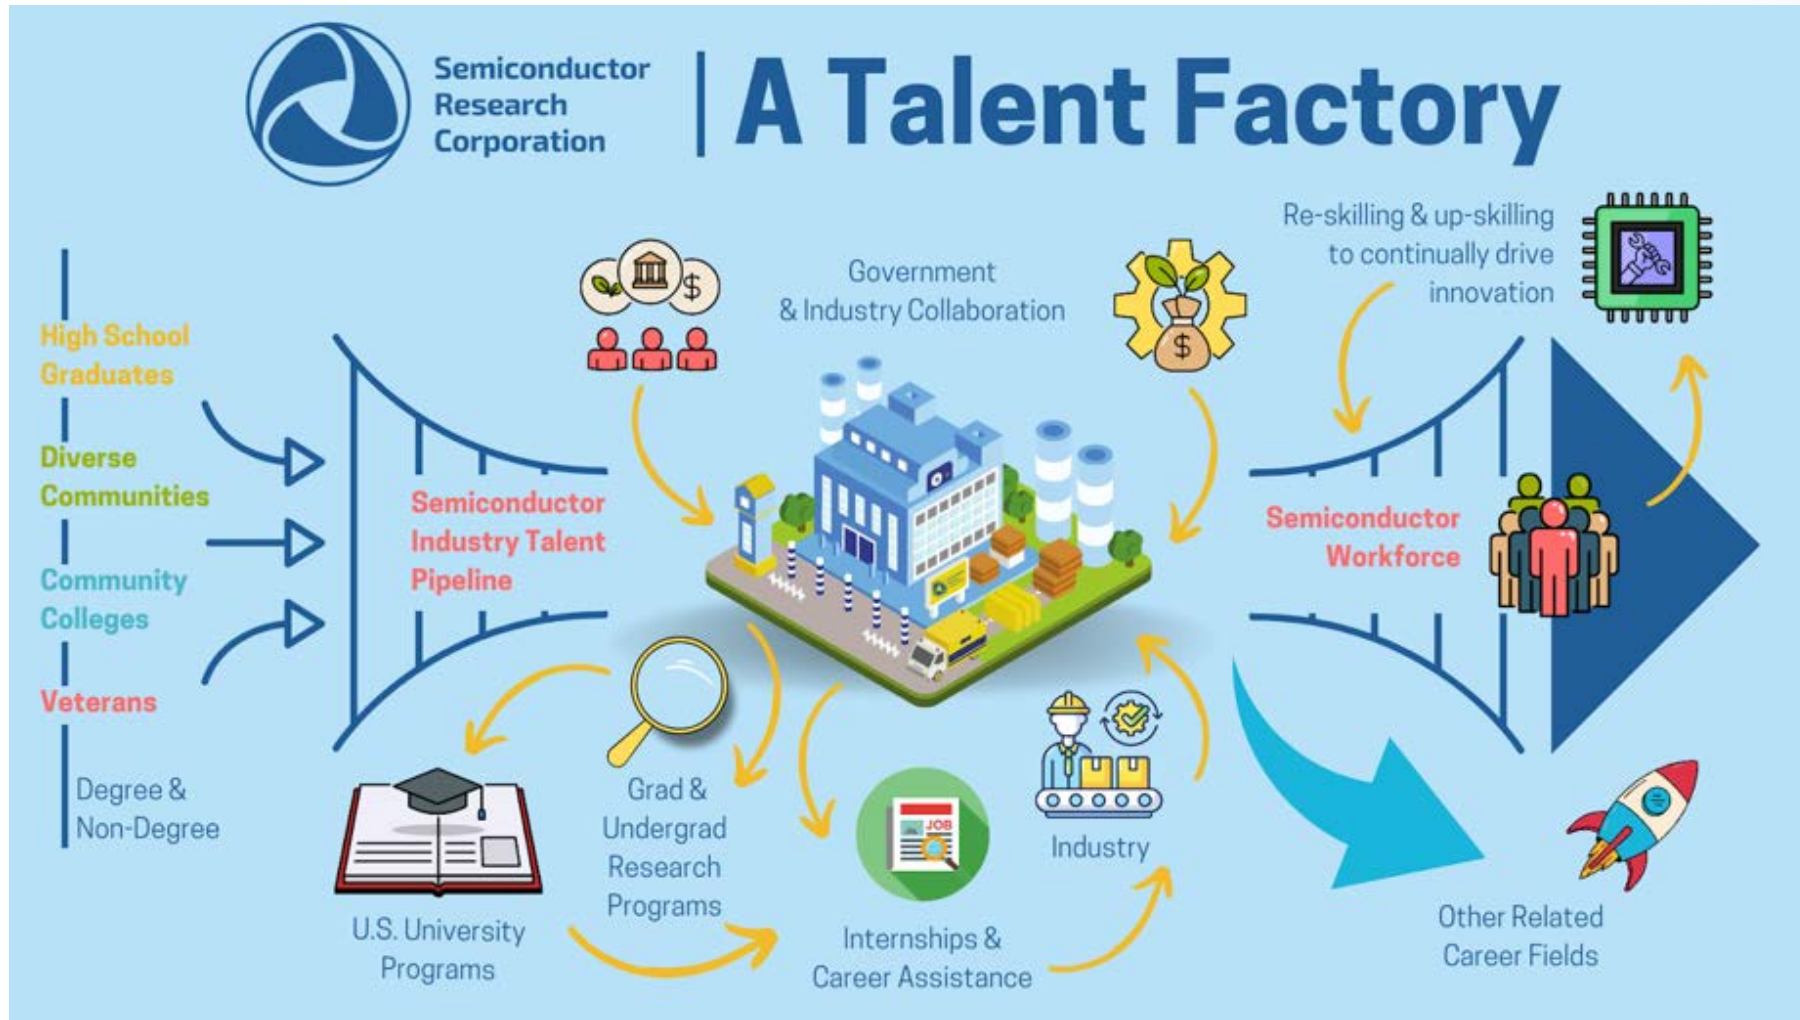 Semiconductor
Research
Corporation
A Talent Factory
High School
Graduates
Diverse
Communities
Community
Colleges
Veterans
Degree &
Non-Degree
Semiconductor
Industry Talent
Pipeline
Government
& Industry Collaboration
$
$
Re-skilling & up-skilling
to continually drive
innovation
Semiconductor
Workforce
U.S. University
Programs
Grad &
Undergrad
Research
Programs
JOB
Internships &
Career Assistance
Industry
Other Related
Career Fields